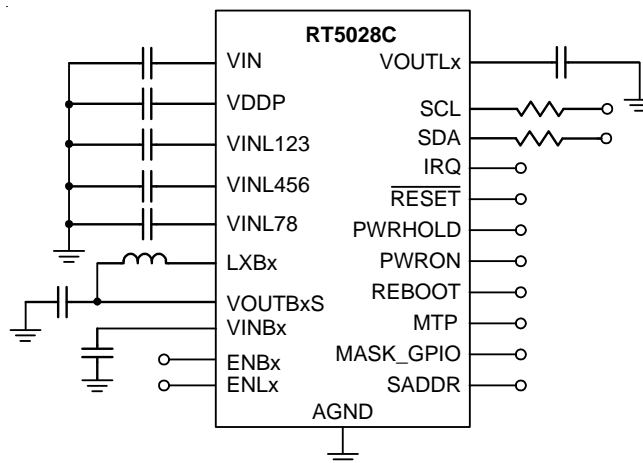 RT5028C
VIN
VDDP
VINL123
VINL456
VINL78
LXBx
VOUTBxS
VINBx
ENBx
ENLx
VOUTLx
SCL
SDA
IRQ
RESET
PWRHOLD
PWRON
REBOOT
MTP
MASK_GPIO
SADDR
AGND